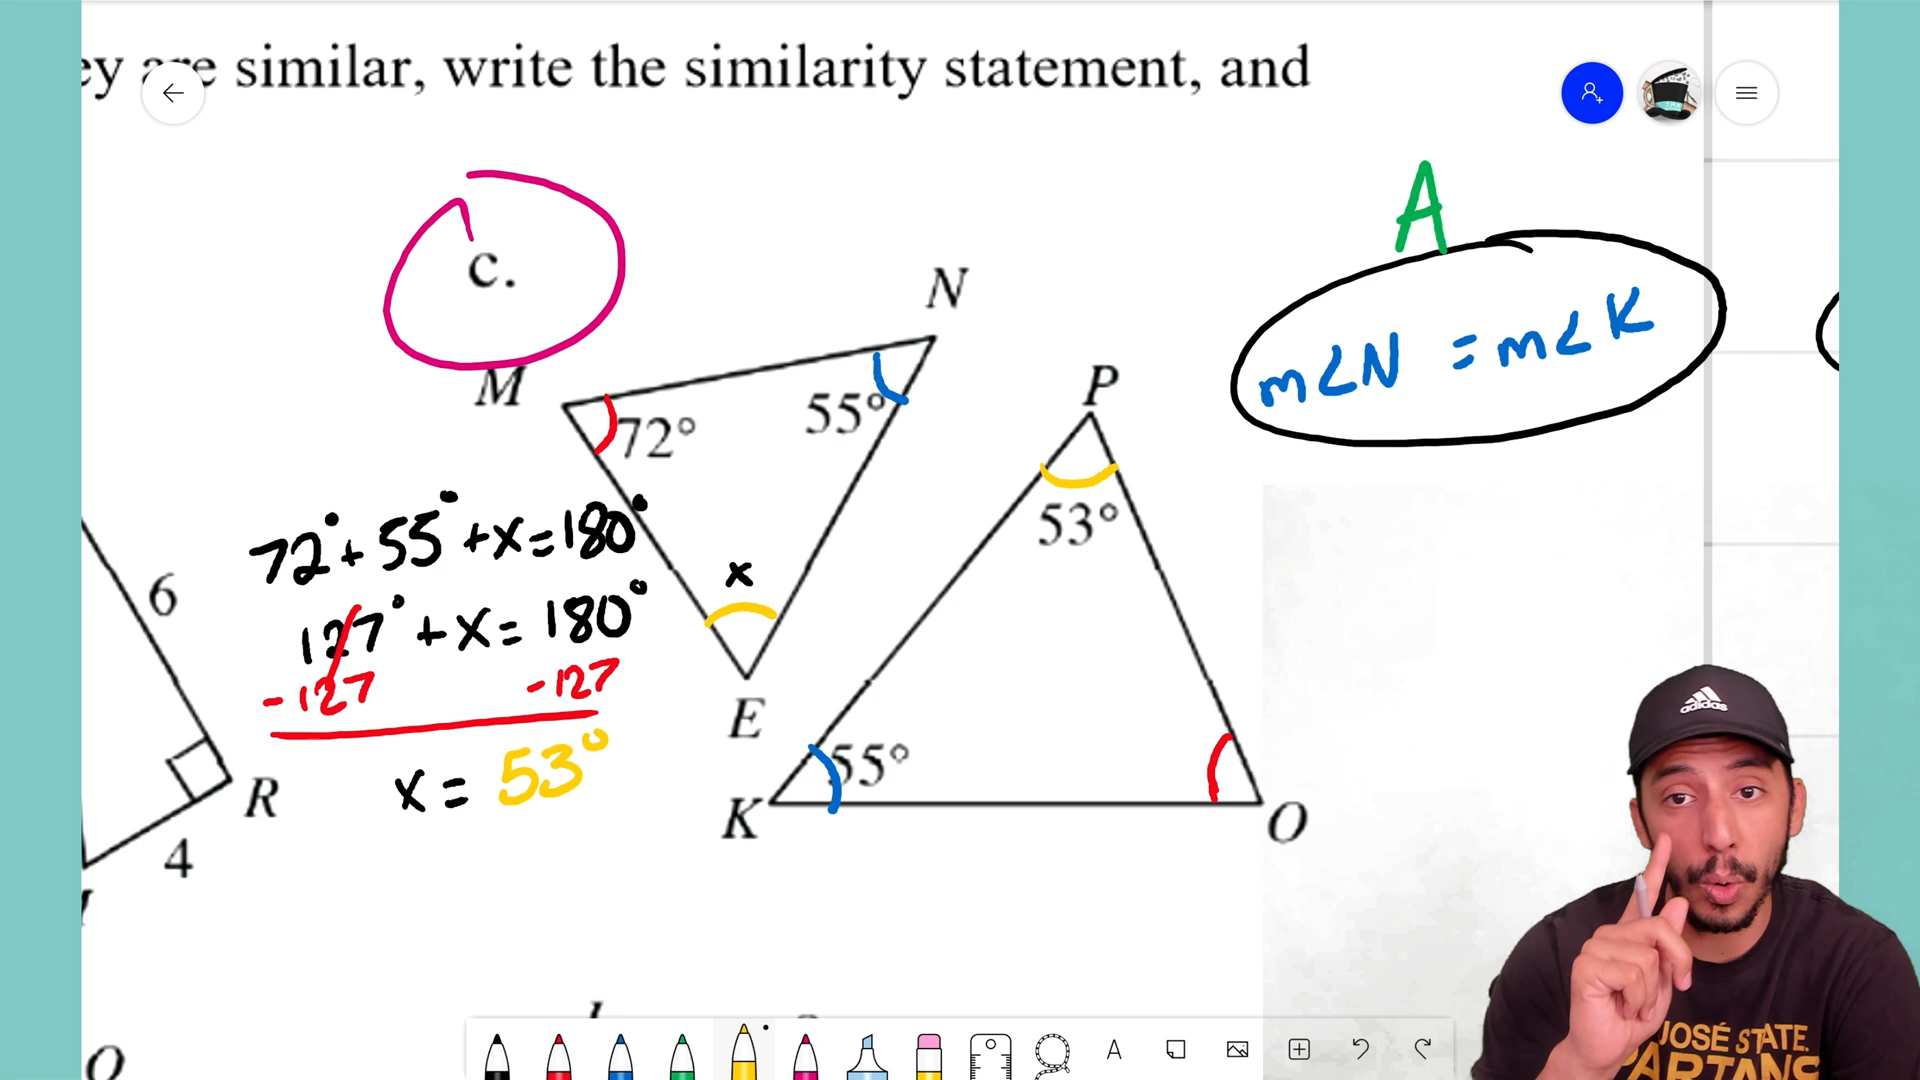 are similar, write the similarity statement, and
A
c.
m<N = m<K
N
M
P
72°
55°
53°
72° + 55° + x = 180°
x
6
127° + x = 180°
-127 -127
E
55°
x = 53°
R
K
O
4
adidas
JOSÉ STATE
A